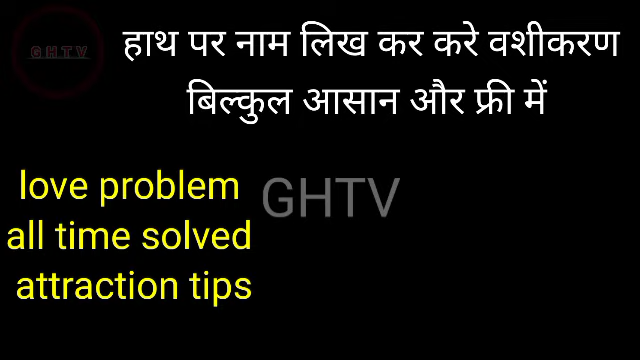 GHTV
हाथ पर नाम लिख कर करे वशीकरण
बिल्कुल आसान और फ्री में
love problem
GHTV
all time solved
attraction tips